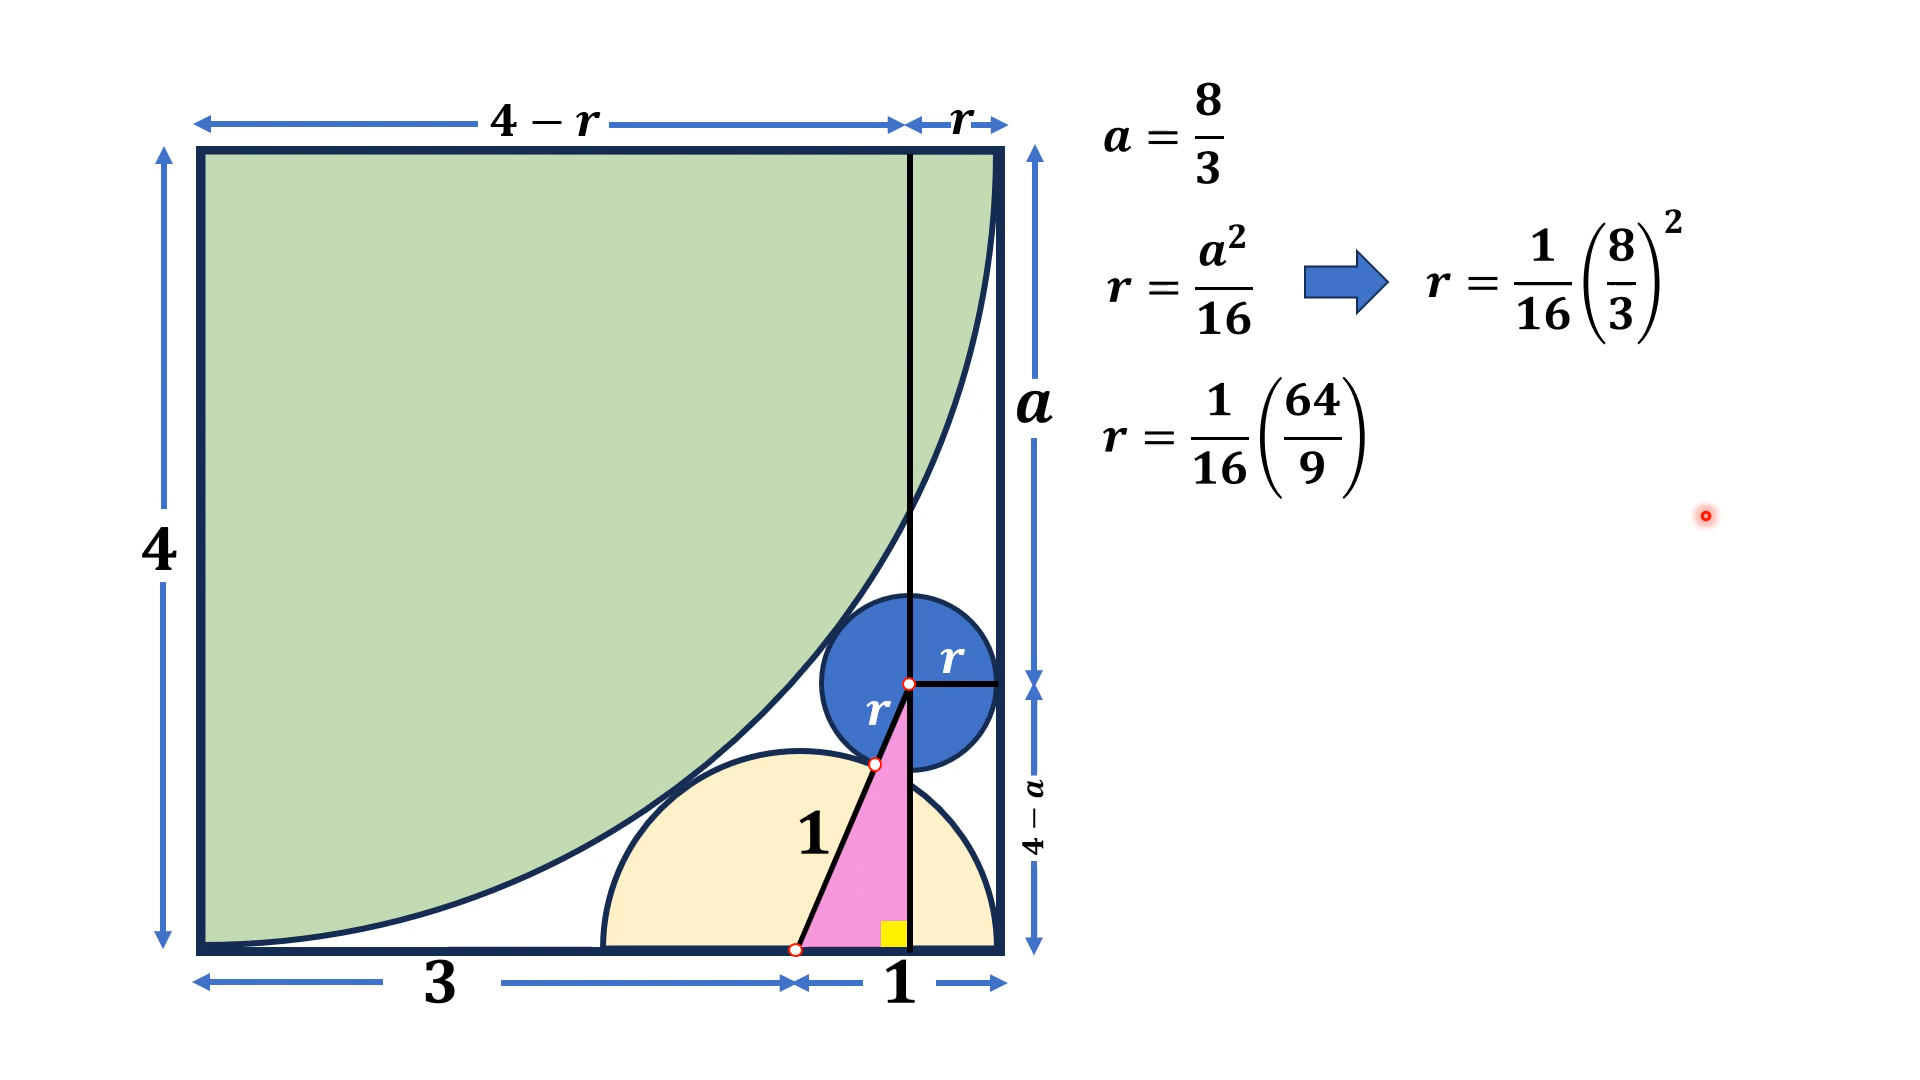 4 − r
r
4
a
r
r
1
4 − a
3
1
a = 8/3
r = a²/16
r = 1/16 (8/3)²
r = 1/16 (64/9)